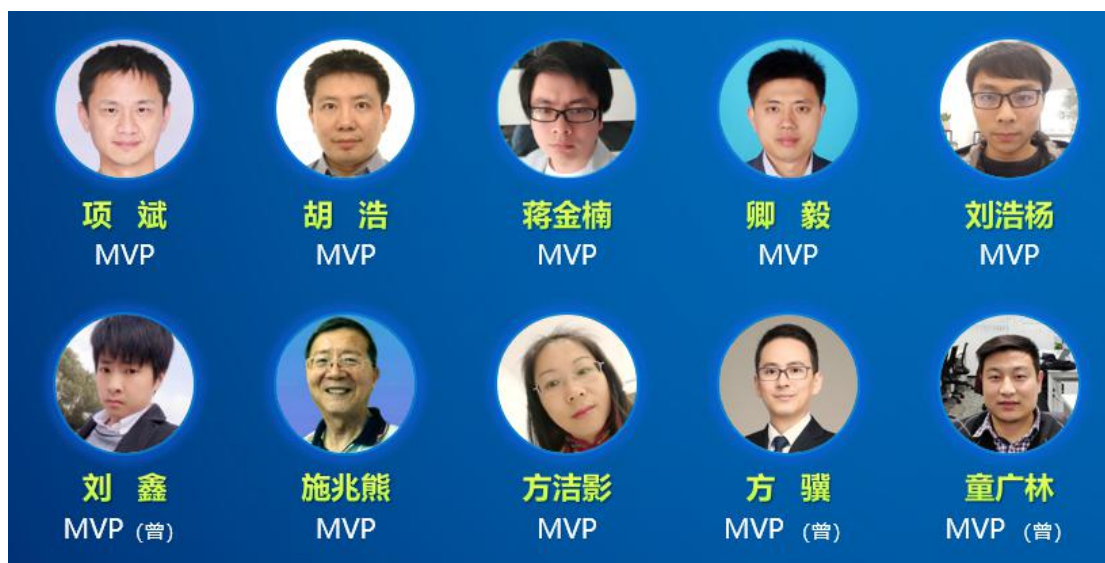 项 斌 胡 浩 蒋金楠 卿 毅 刘浩杨
MVP MVP MVP MVP MVP
刘 鑫 施兆熊 方洁影 方 骥 童广林
MVP (曾) MVP MVP MVP (曾) MVP (曾)